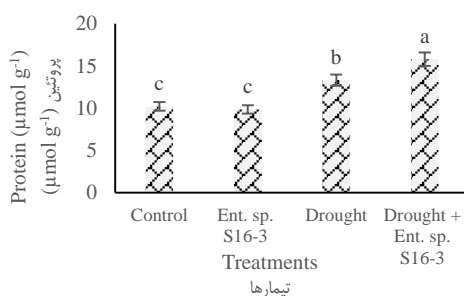 Protein (µmol g⁻¹)
پروتئین (µmol g⁻¹)
20
15
10
5
0
c
c
b
a
Control
Ent. sp.
S16-3
Drought
Drought +
Ent. sp.
S16-3
Treatments
تیمارها